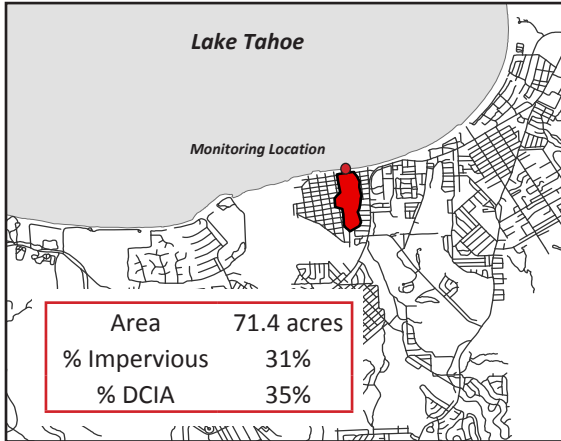 Lake Tahoe
Monitoring Location
Area 71.4 acres
% Impervious 31%
% DCIA 35%